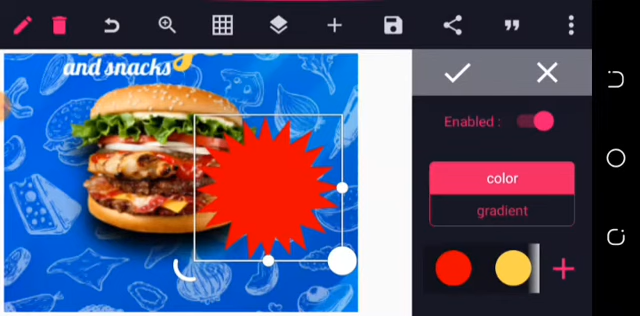 and snacks
Enabled :
color
gradient